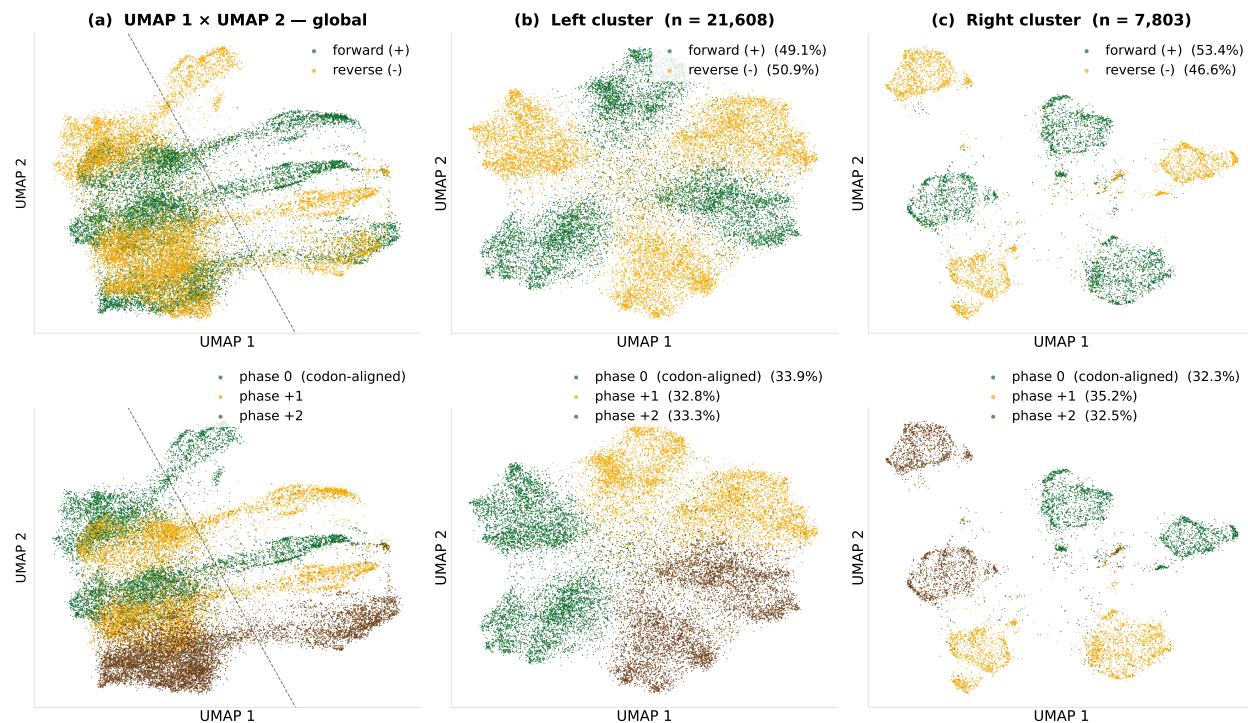 (a) UMAP 1 × UMAP 2 — global
forward (+)
reverse (-)
UMAP 2
UMAP 1
(b) Left cluster (n = 21,608)
forward (+) (49.1%)
reverse (-) (50.9%)
UMAP 2
UMAP 1
(c) Right cluster (n = 7,803)
forward (+) (53.4%)
reverse (-) (46.6%)
UMAP 2
UMAP 1
phase 0 (codon-aligned)
phase +1
phase +2
UMAP 2
UMAP 1
phase 0 (codon-aligned) (33.9%)
phase +1 (32.8%)
phase +2 (33.3%)
UMAP 2
UMAP 1
phase 0 (codon-aligned) (32.3%)
phase +1 (35.2%)
phase +2 (32.5%)
UMAP 2
UMAP 1